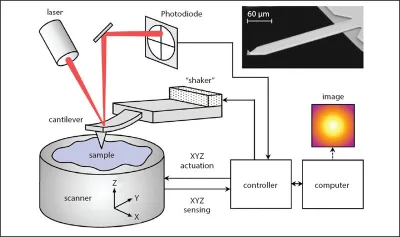 laser
Photodiode
60 µm
"shaker"
image
cantilever
sample
XYZ
actuation
controller
computer
scanner
Z
Y
X
XYZ
sensing